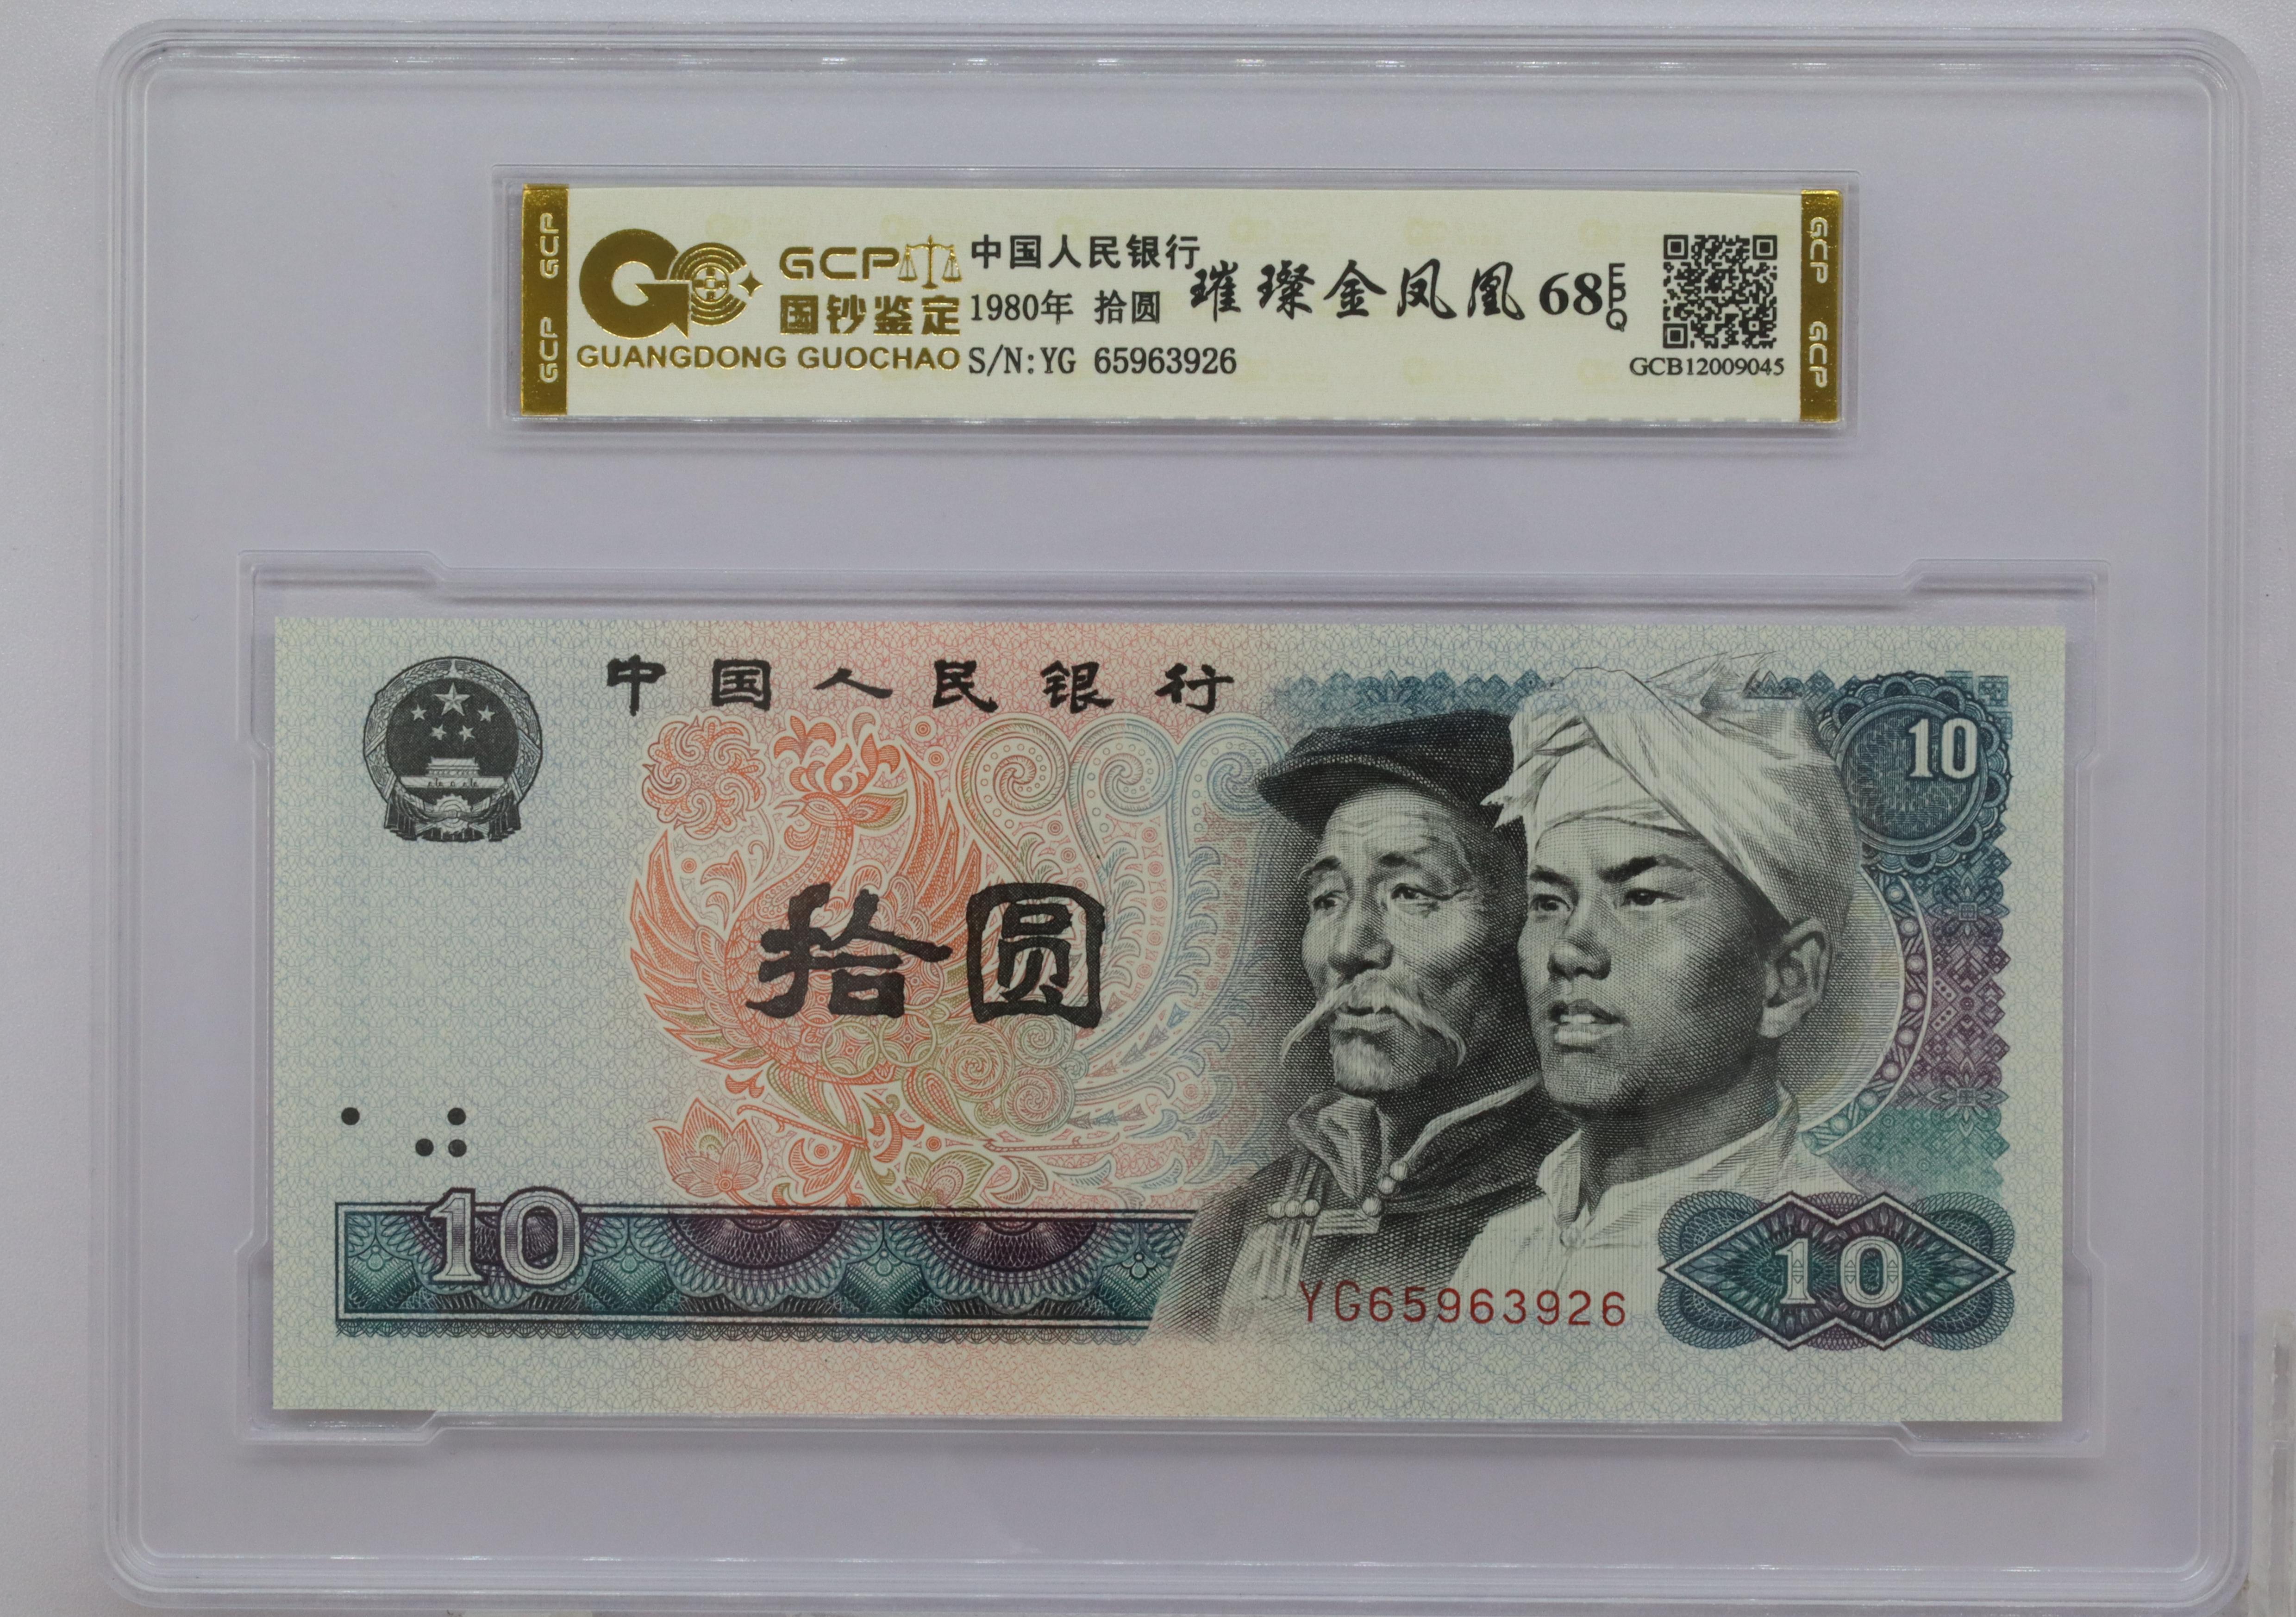 GCP GCP
GCP
国钞鉴定
GUANGDONG GUOCHAO
中国人民银行
1980年 拾圆
S/N:YG 65963926
璀璨金凤凰 68 EPQ
GCB12009045
GCP GCP
中国人民银行
10
拾圆
10
YG65963926
10